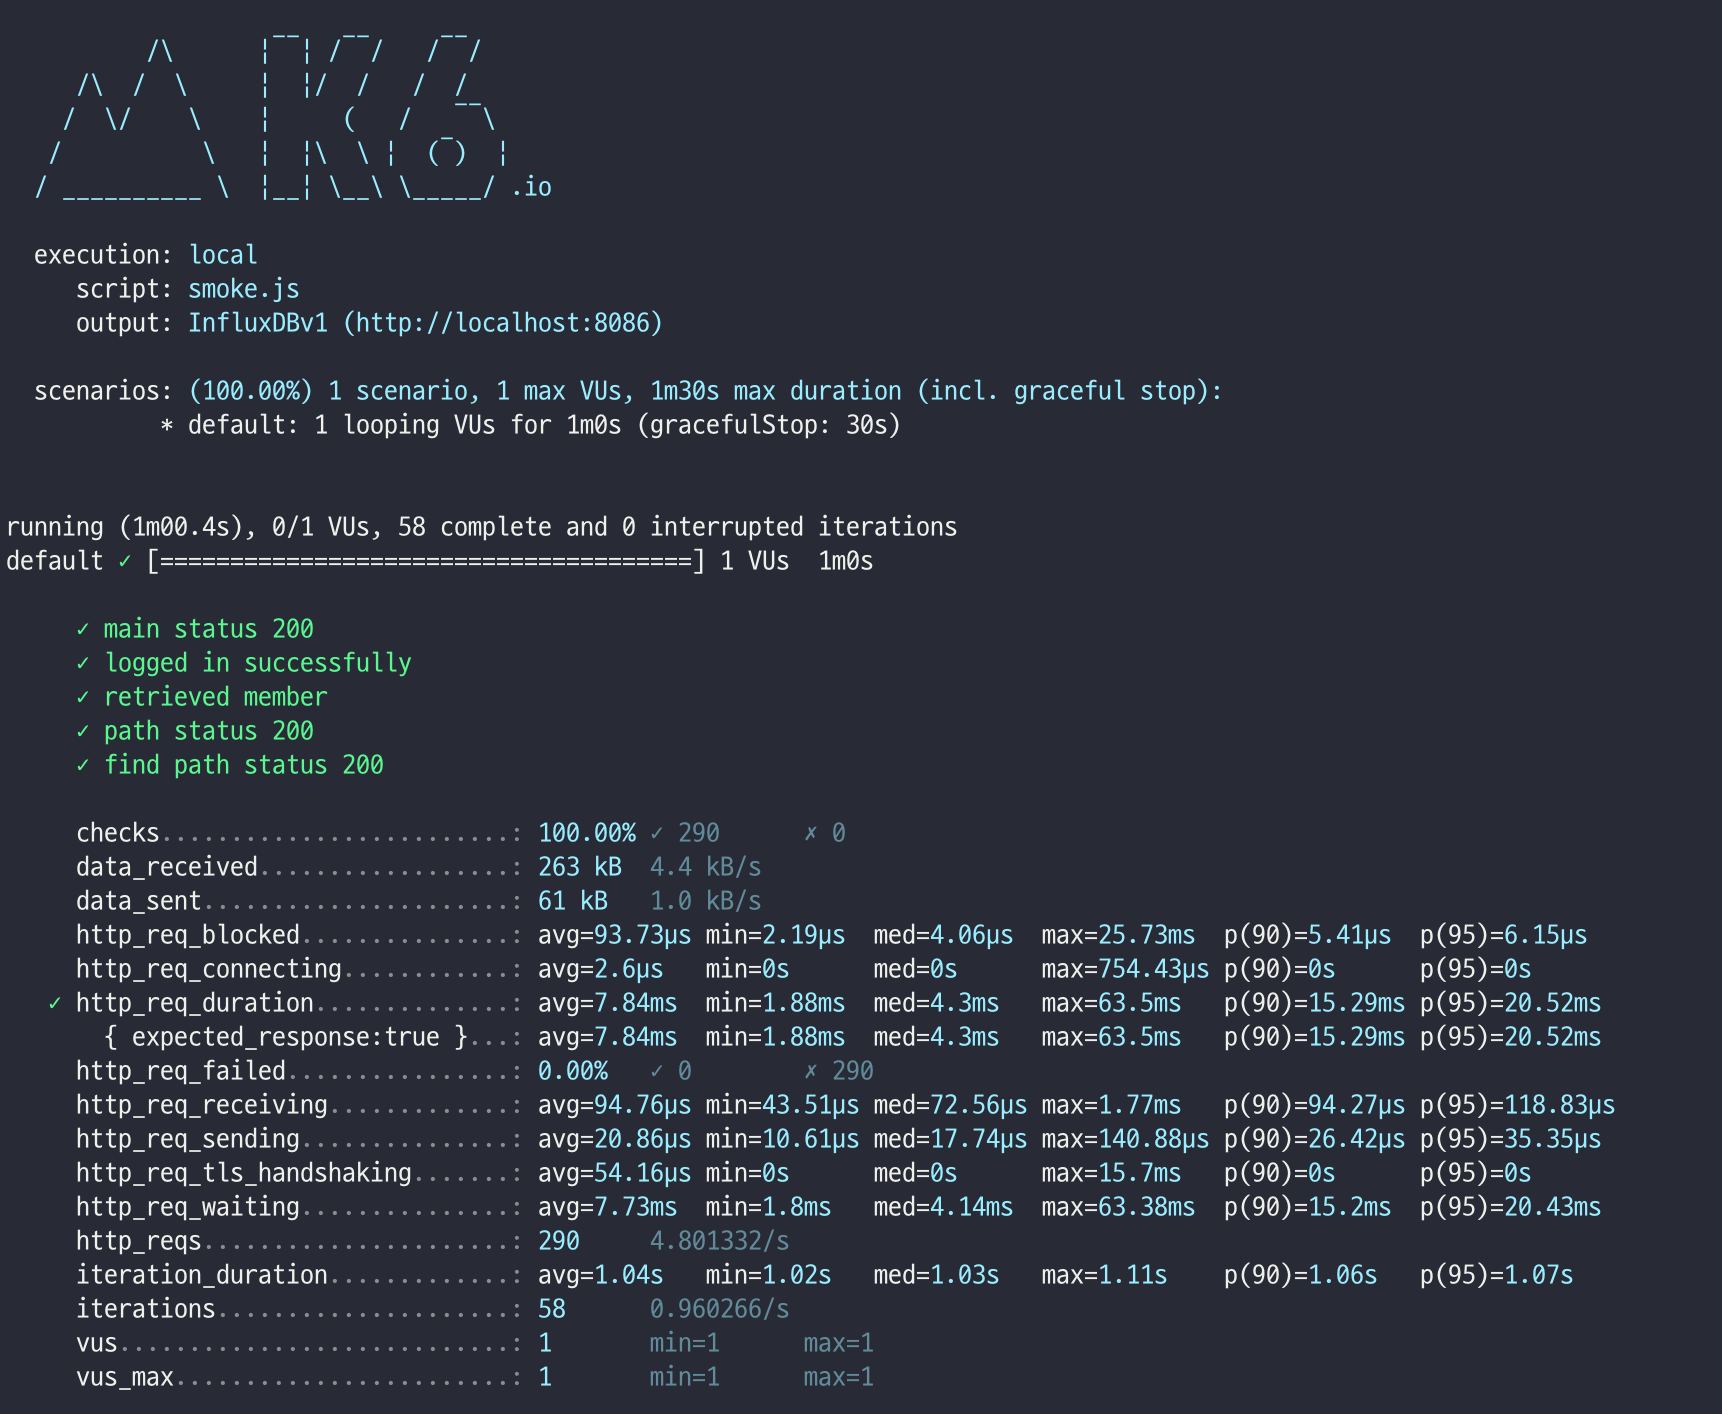 .io
execution: local
script: smoke.js
output: InfluxDBv1 (http://localhost:8086)
scenarios: (100.00%) 1 scenario, 1 max VUs, 1m30s max duration (incl. graceful stop):
* default: 1 looping VUs for 1m0s (gracefulStop: 30s)
running (1m00.4s), 0/1 VUs, 58 complete and 0 interrupted iterations
default ✓ [======================================] 1 VUs  1m0s
✓ main status 200
✓ logged in successfully
✓ retrieved member
✓ path status 200
✓ find path status 200
checks.........................: 100.00% ✓ 290      ✗ 0
data_received..................: 263 kB  4.4 kB/s
data_sent......................: 61 kB   1.0 kB/s
http_req_blocked...............: avg=93.73µs min=2.19µs  med=4.06µs  max=25.73ms  p(90)=5.41µs  p(95)=6.15µs
http_req_connecting............: avg=2.6µs   min=0s      med=0s      max=754.43µs p(90)=0s      p(95)=0s
✓ http_req_duration..............: avg=7.84ms  min=1.88ms  med=4.3ms   max=63.5ms   p(90)=15.29ms p(95)=20.52ms
{ expected_response:true }...: avg=7.84ms  min=1.88ms  med=4.3ms   max=63.5ms   p(90)=15.29ms p(95)=20.52ms
http_req_failed................: 0.00%   ✓ 0        ✗ 290
http_req_receiving.............: avg=94.76µs min=43.51µs med=72.56µs max=1.77ms   p(90)=94.27µs p(95)=118.83µs
http_req_sending...............: avg=20.86µs min=10.61µs med=17.74µs max=140.88µs p(90)=26.42µs p(95)=35.35µs
http_req_tls_handshaking.......: avg=54.16µs min=0s      med=0s      max=15.7ms   p(90)=0s      p(95)=0s
http_req_waiting...............: avg=7.73ms  min=1.8ms   med=4.14ms  max=63.38ms  p(90)=15.2ms  p(95)=20.43ms
http_reqs......................: 290     4.801332/s
iteration_duration.............: avg=1.04s   min=1.02s   med=1.03s   max=1.11s    p(90)=1.06s   p(95)=1.07s
iterations.....................: 58      0.960266/s
vus............................: 1       min=1      max=1
vus_max........................: 1       min=1      max=1